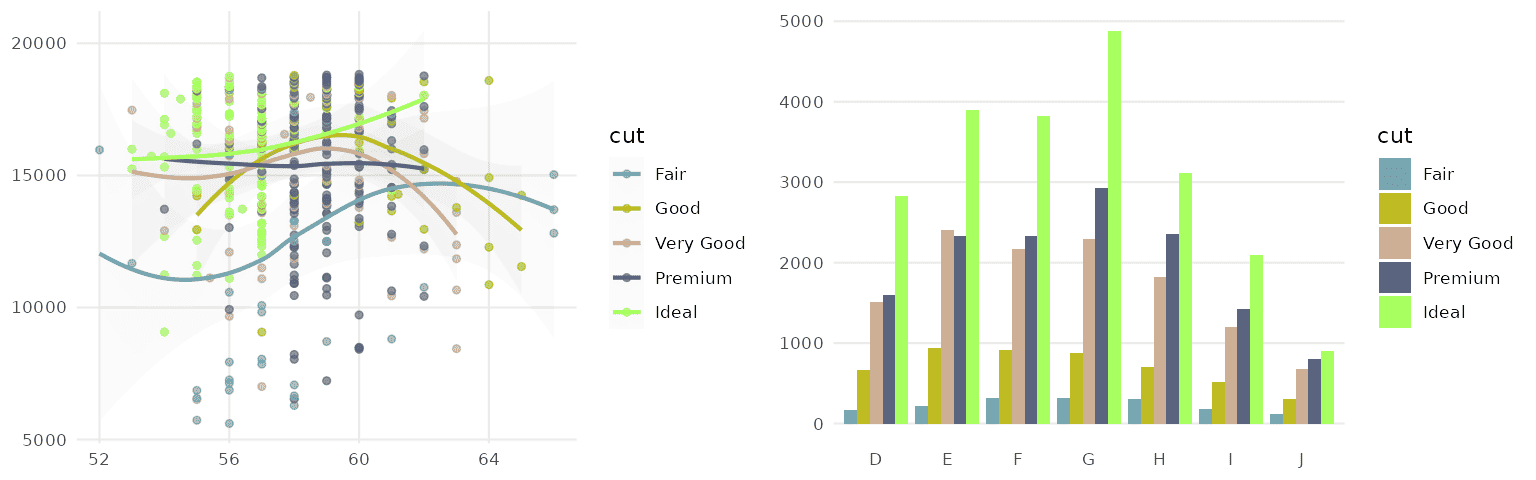 20000
15000
10000
5000
52 56 60 64
cut
Fair
Good
Very Good
Premium
Ideal
5000
4000
3000
2000
1000
0
D E F G H I J
cut
Fair
Good
Very Good
Premium
Ideal